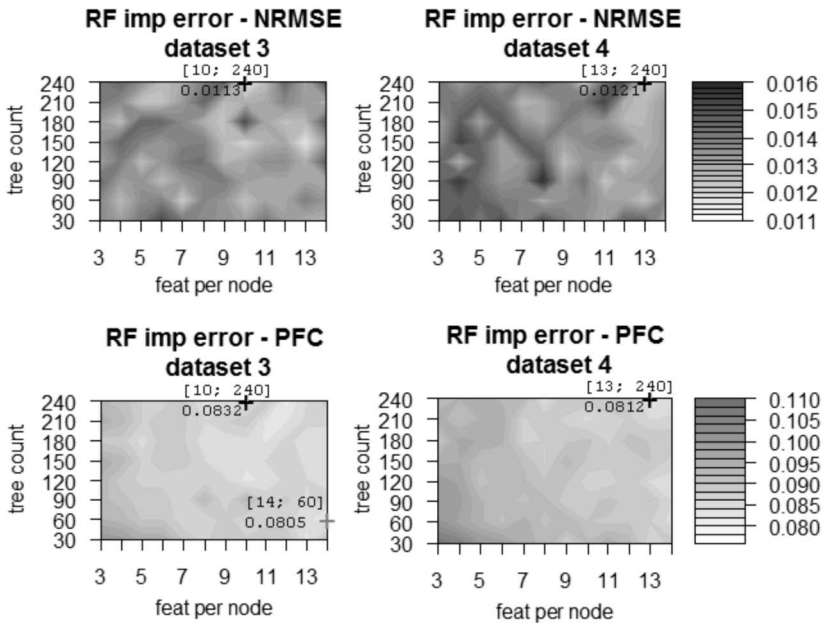 RF imp error - NRMSE
dataset 3
[10; 240]
0.0113
tree count
240
210
180
150
120
90
60
30
3 5 7 9 11 13
feat per node
RF imp error - NRMSE
dataset 4
[13; 240]
0.0121
tree count
240
210
180
150
120
90
60
30
3 5 7 9 11 13
feat per node
0.016
0.015
0.014
0.013
0.012
0.011
RF imp error - PFC
dataset 3
[10; 240]
0.0832
[14; 60]
0.0805
tree count
240
210
180
150
120
90
60
30
3 5 7 9 11 13
feat per node
RF imp error - PFC
dataset 4
[13; 240]
0.0812
tree count
240
210
180
150
120
90
60
30
3 5 7 9 11 13
feat per node
0.110
0.100
0.095
0.090
0.085
0.080